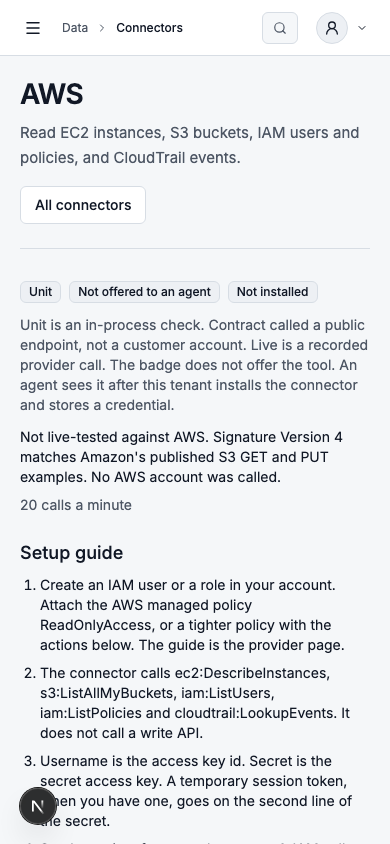 Data > Connectors
AWS
Read EC2 instances, S3 buckets, IAM users and
policies, and CloudTrail events.
All connectors
Unit Not offered to an agent Not installed
Unit is an in-process check. Contract called a public
endpoint, not a customer account. Live is a recorded
provider call. The badge does not offer the tool. An
agent sees it after this tenant installs the connector
and stores a credential.
Not live-tested against AWS. Signature Version 4
matches Amazon's published S3 GET and PUT
examples. No AWS account was called.
20 calls a minute
Setup guide
1. Create an IAM user or a role in your account.
Attach the AWS managed policy
ReadOnlyAccess, or a tighter policy with the
actions below. The guide is the provider page.
2. The connector calls ec2:DescribeInstances,
s3:ListAllMyBuckets, iam:ListUsers,
iam:ListPolicies and cloudtrail:LookupEvents. It
does not call a write API.
3. Username is the access key id. Secret is the
secret access key. A temporary session token,
when you have one, goes on the second line of
the secret.
N